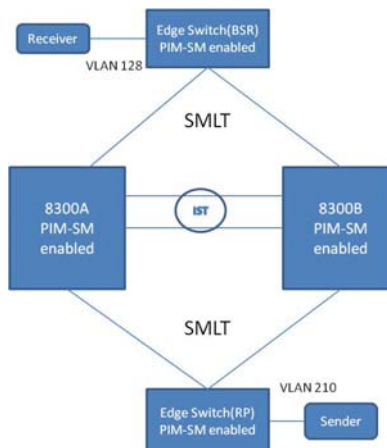 Receiver
Edge Switch(BSR)
PIM-SM enabled
VLAN 128
SMLT
8300A
PIM-SM
enabled
IST
8300B
PIM-SM
enabled
SMLT
VLAN 210
Edge Switch(RP)
PIM-SM enabled
Sender